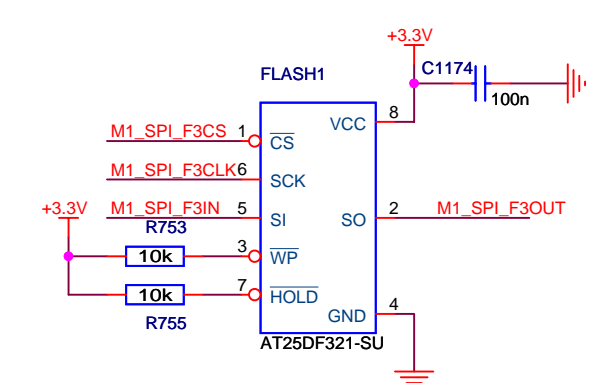 +3.3V
C1174
FLASH1
100n
8
VCC
M1_SPI_F3CS
1
CS
M1_SPI_F3CLK
6
SCK
+3.3V
M1_SPI_F3IN
5
SI
SO
2
M1_SPI_F3OUT
R753
10k
3
WP
10k
7
HOLD
4
GND
R755
AT25DF321-SU